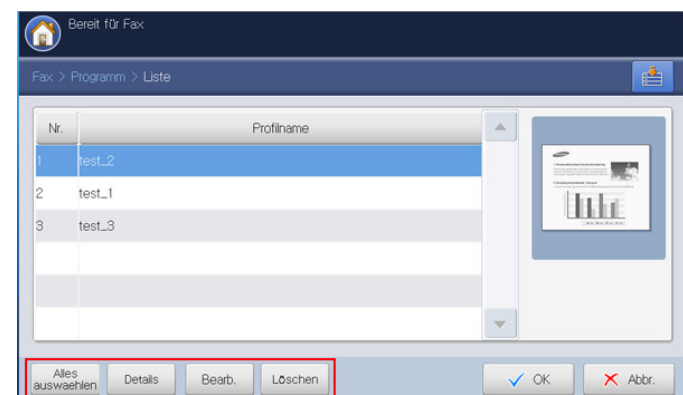 Bereit für Fax
Fax > Programm > Liste
Nr. Profilname
1 test_2
2 test_1
3 test_3
Alles auswaehlen
Details
Bearb.
Löschen
OK
Abbr.